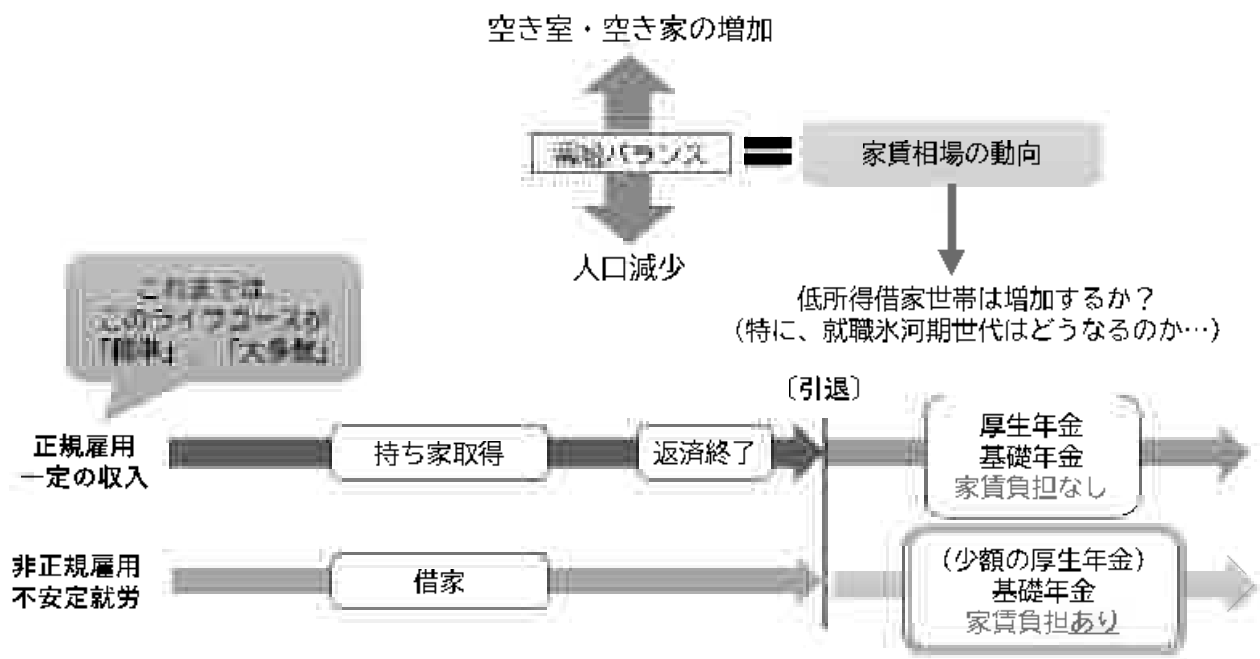 空き室・空き家の増加
需給バランス
家賃相場の動向
人口減少
これまでは、
このライフコースが
「標準」 「大多数」
低所得借家世帯は増加するか？
（特に、就職氷河期世代はどうなるのか…）
〔引退〕
正規雇用
一定の収入
持ち家取得
返済終了
厚生年金
基礎年金
家賃負担なし
非正規雇用
不安定就労
借家
（少額の厚生年金）
基礎年金
家賃負担あり